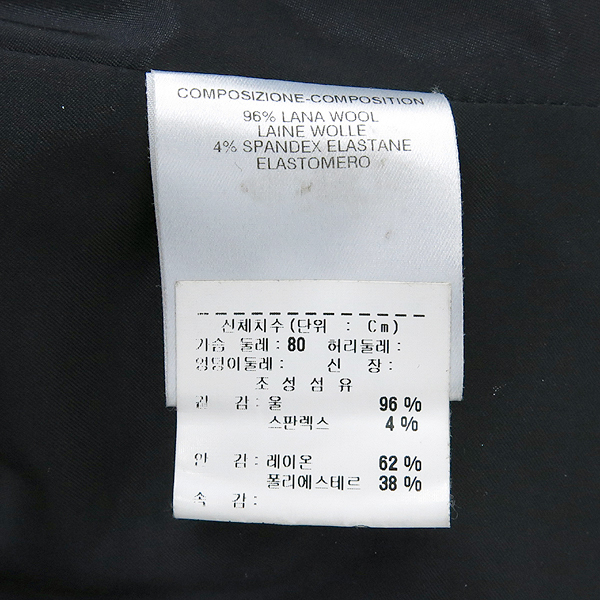 COMPOSIZIONE-COMPOSITION
96% LANA WOOL
LAINE WOLLE
4% SPANDEX ELASTANE
ELASTOMERO
신체치수(단위 : Cm)
가슴 둘레: 80 허리둘레:
엉덩이둘레: 신 장:
조성섬유
겉 감: 울 96 %
스판렉스 4 %
안 감: 레이온 62 %
폴리에스테르 38 %
속 감: